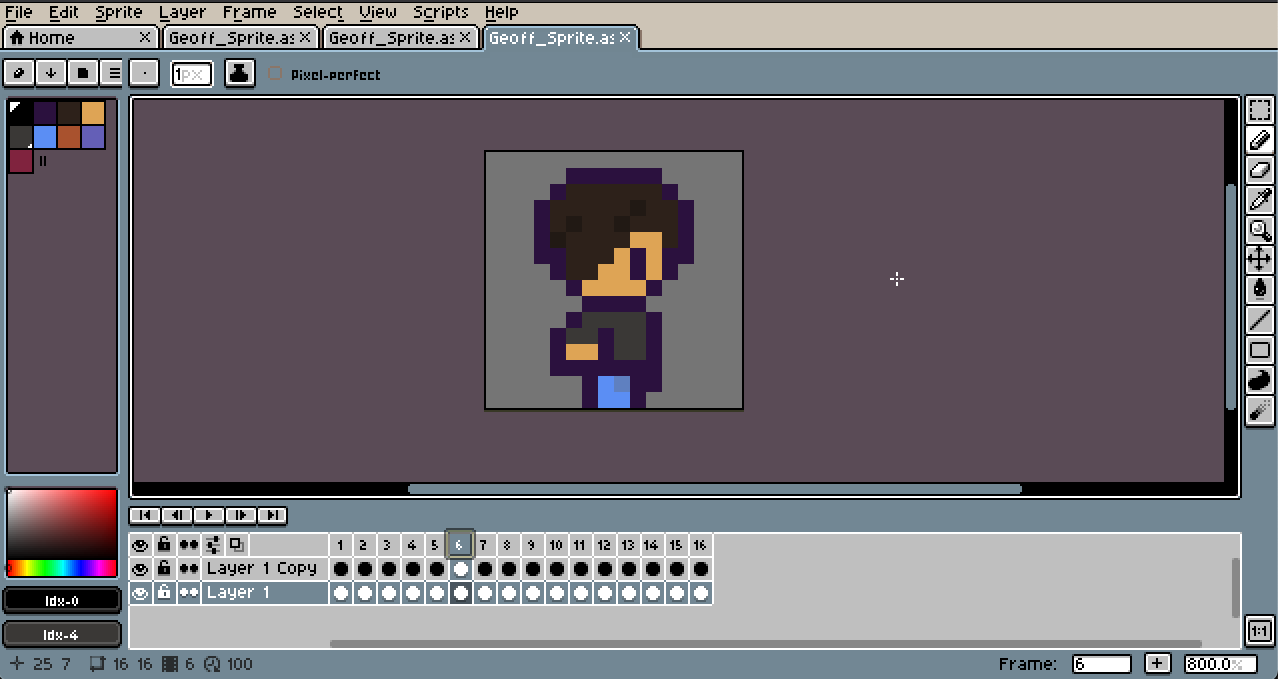 File Edit Sprite Layer Frame Select View Scripts Help
Home Geoff_Sprite.as Geoff_Sprite.as Geoff_Sprite.as
1px Pixel-perfect
1 2 3 4 5 6 7 8 9 10 11 12 13 14 15 16
Layer 1 Copy
Layer 1
Idx-0
Idx-4
1:1
25 7 16 16 6 100 Frame: 6 + 800.0%